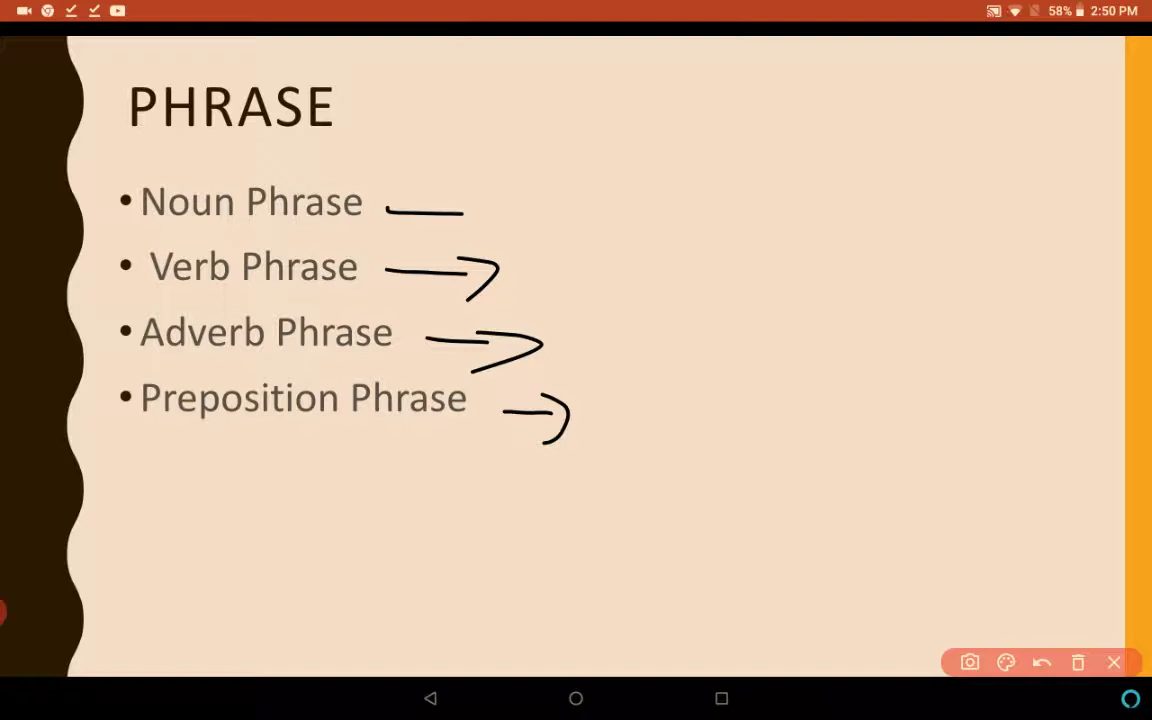 58% 2:50 PM
PHRASE
• Noun Phrase
• Verb Phrase
• Adverb Phrase
• Preposition Phrase